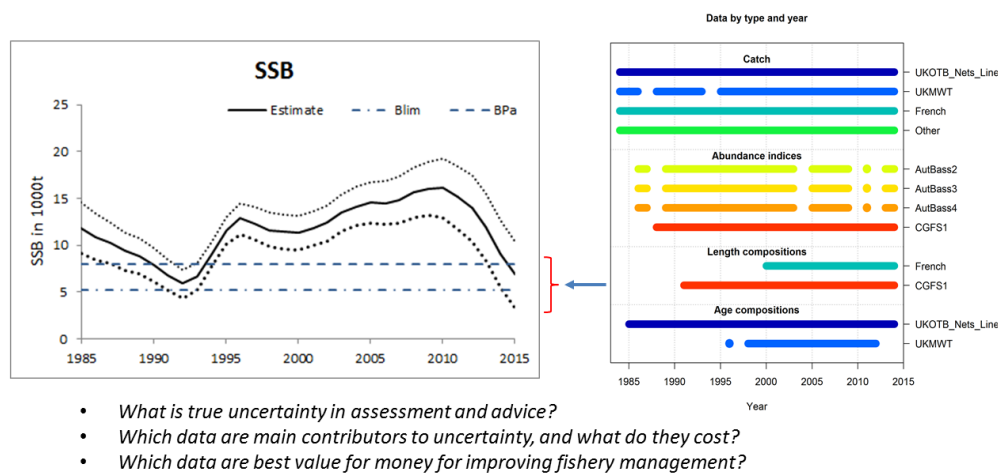 Data by type and year
SSB
Estimate
Blim
BPa
SSB in 1000t
25
20
15
10
5
0
1985
1990
1995
2000
2005
2010
2015
Catch
UKOTB_Nets_Line
UKMWT
French
Other
Abundance indices
AutBass2
AutBass3
AutBass4
CGFS1
Length compositions
French
CGFS1
Age compositions
UKOTB_Nets_Line
UKMWT
1985
1990
1995
2000
2005
2010
2015
Year
• What is true uncertainty in assessment and advice?
• Which data are main contributors to uncertainty, and what do they cost?
• Which data are best value for money for improving fishery management?